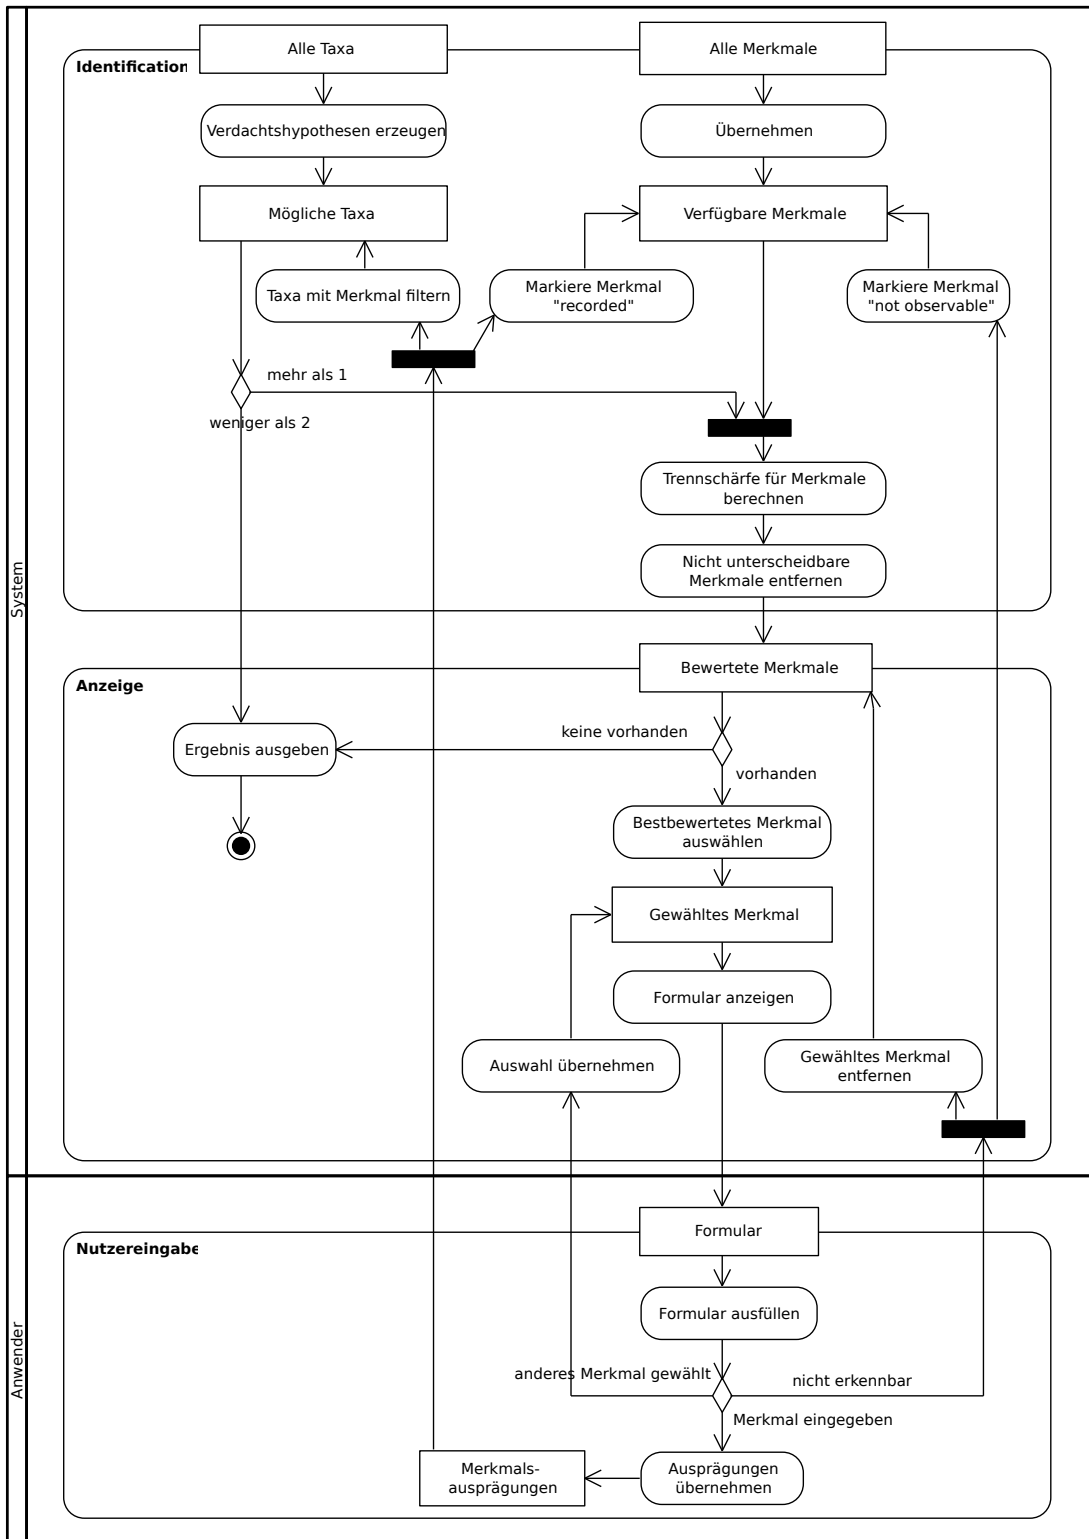 Alle Taxa
Alle Merkmale
Identification
Verdachtshypothesen erzeugen
Übernehmen
Mögliche Taxa
Verfügbare Merkmale
Taxa mit Merkmal filtern
Markiere Merkmal
"recorded"
Markiere Merkmal
"not observable"
mehr als 1
weniger als 2
Trennschärfe für Merkmale
berechnen
Nicht unterscheidbare
Merkmale entfernen
System
Bewertete Merkmale
Anzeige
keine vorhanden
Ergebnis ausgeben
vorhanden
Bestbewertetes Merkmal
auswählen
Gewähltes Merkmal
Formular anzeigen
Auswahl übernehmen
Gewähltes Merkmal
entfernen
Formular
Nutzereingabe
Formular ausfüllen
Anwender
anderes Merkmal gewählt
nicht erkennbar
Merkmal eingegeben
Merkmals-
ausprägungen
Ausprägungen
übernehmen